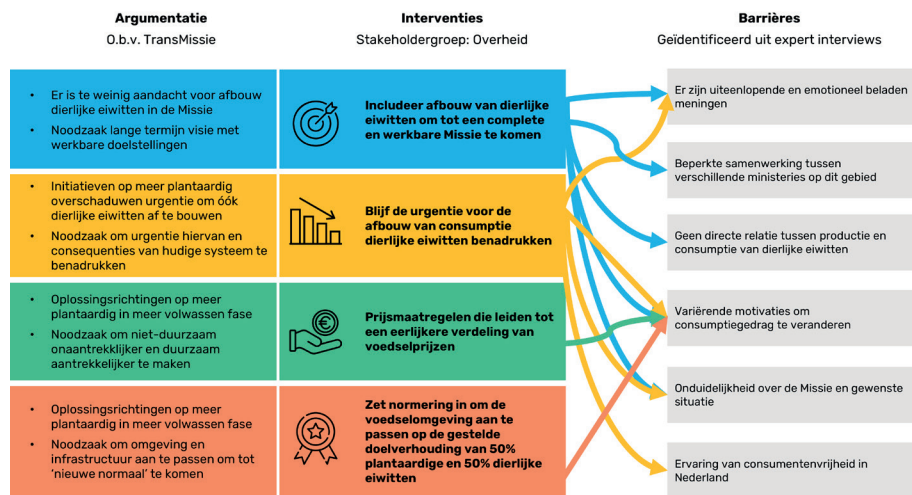 Argumentatie
O.b.v. TransMissie
Interventies
Stakeholdergroep: Overheid
Barrières
Geïdentificeerd uit expert interviews
• Er is te weinig aandacht voor afbouw
dierlijke eiwitten in de Missie
• Noodzaak lange termijn visie met
werkbare doelstellingen
Includeer afbouw van dierlijke
eiwitten om tot een complete
en werkbare Missie te komen
• Initiatieven op meer plantaardig
overschaduwen urgentie om óók
dierlijke eiwitten af te bouwen
• Noodzaak om urgentie hiervan en
consequenties van hudige systeem te
benadrukken
Blijf de urgentie voor de
afbouw van consumptie
dierlijke eiwitten benadrukken
• Oplossingsrichtingen op meer
plantaardig in meer volwassen fase
• Noodzaak om niet-duurzaam
onaantrekklijker en duurzaam
aantrekkelijker te maken
€
Prijsmaatregelen die leiden tot
een eerlijkere verdeling van
voedselprijzen
• Oplossingsrichtingen op meer
plantaardig in meer volwassen fase
• Noodzaak om omgeving en
infrastructuur aan te passen om tot
‘nieuwe normaal’ te komen
Zet normering in om de
voedselomgeving aan te
passen op de gestelde
doelverhouding van 50%
plantaardige en 50% dierlijke
eiwitten
Er zijn uiteenlopende en emotioneel beladen
meningen
Beperkte samenwerking tussen
verschillende ministeries op dit gebied
Geen directe relatie tussen productie en
consumptie van dierlijke eiwitten
Variërende motivaties om
consumptiegedrag te veranderen
Onduidelijkheid over de Missie en gewenste
situatie
Ervaring van consumentenvrijheid in
Nederland